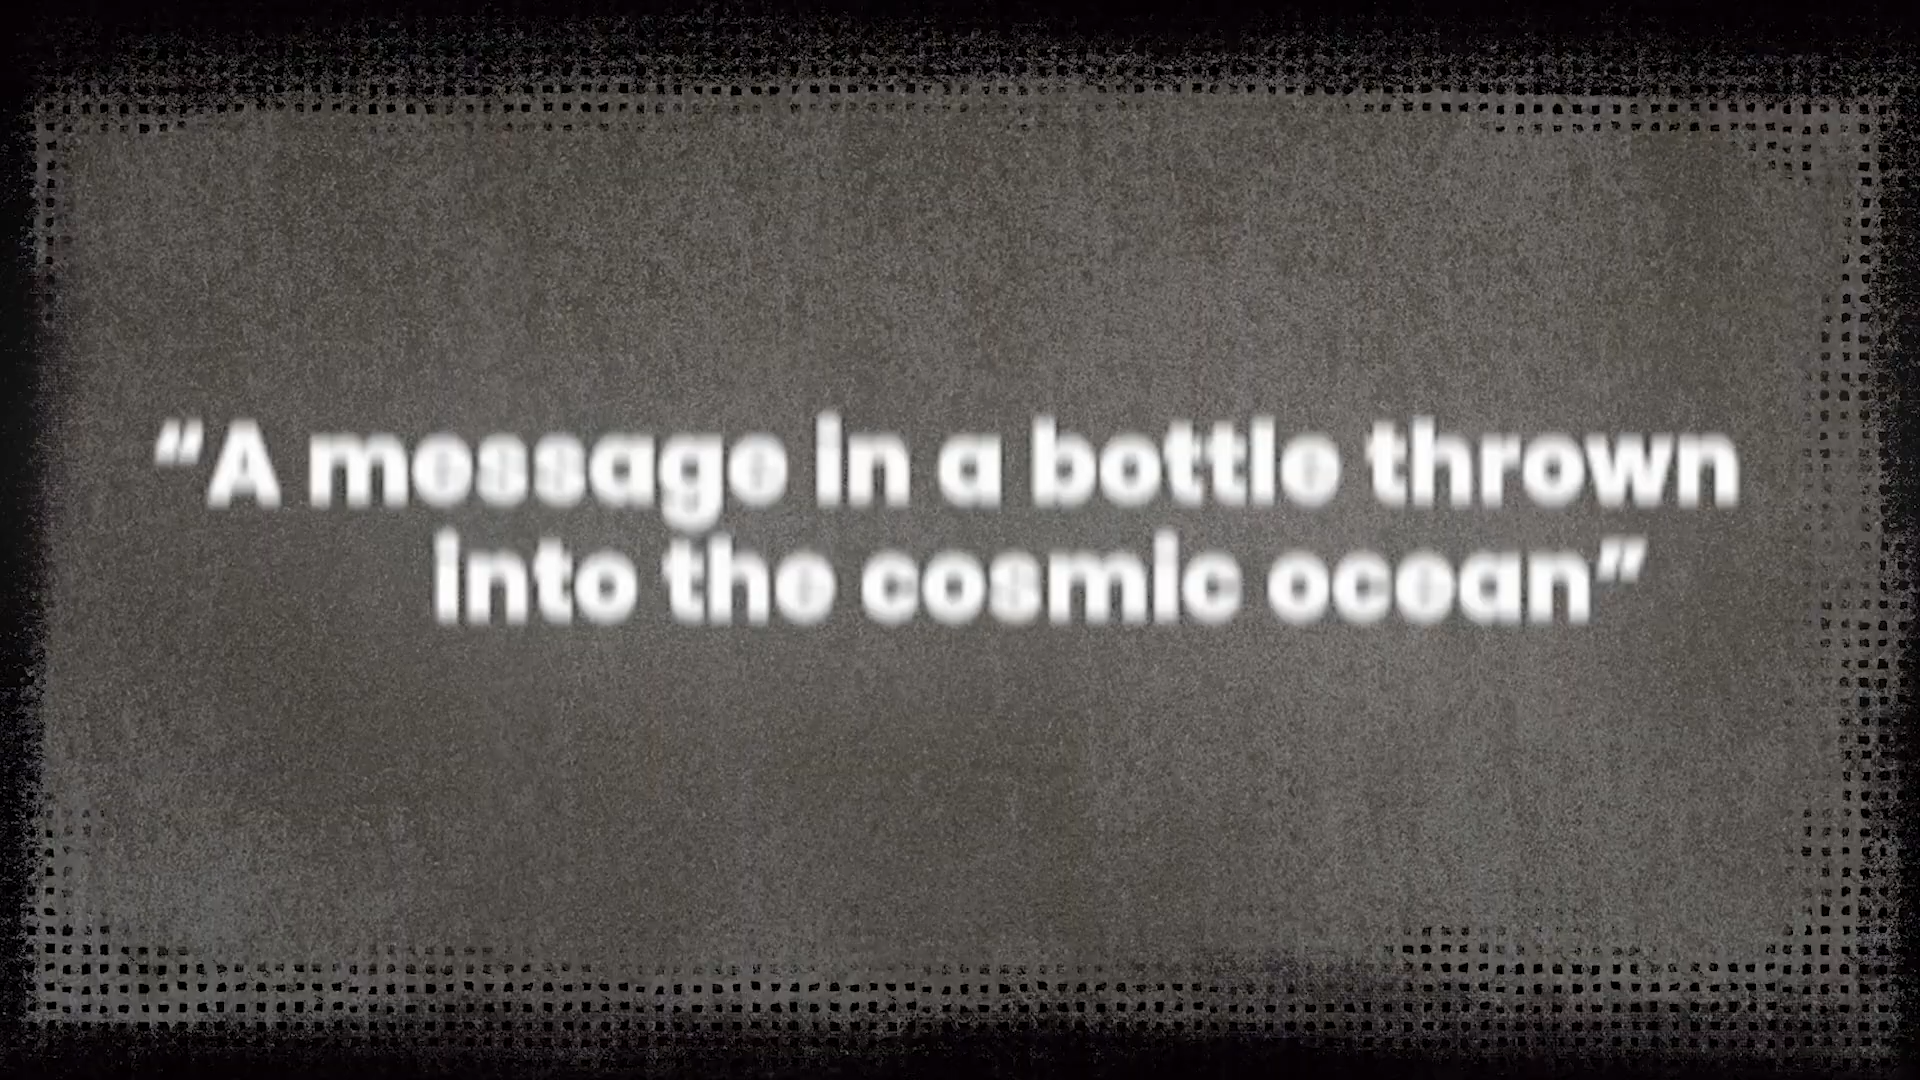 “A message in a bottle thrown
into the cosmic ocean”